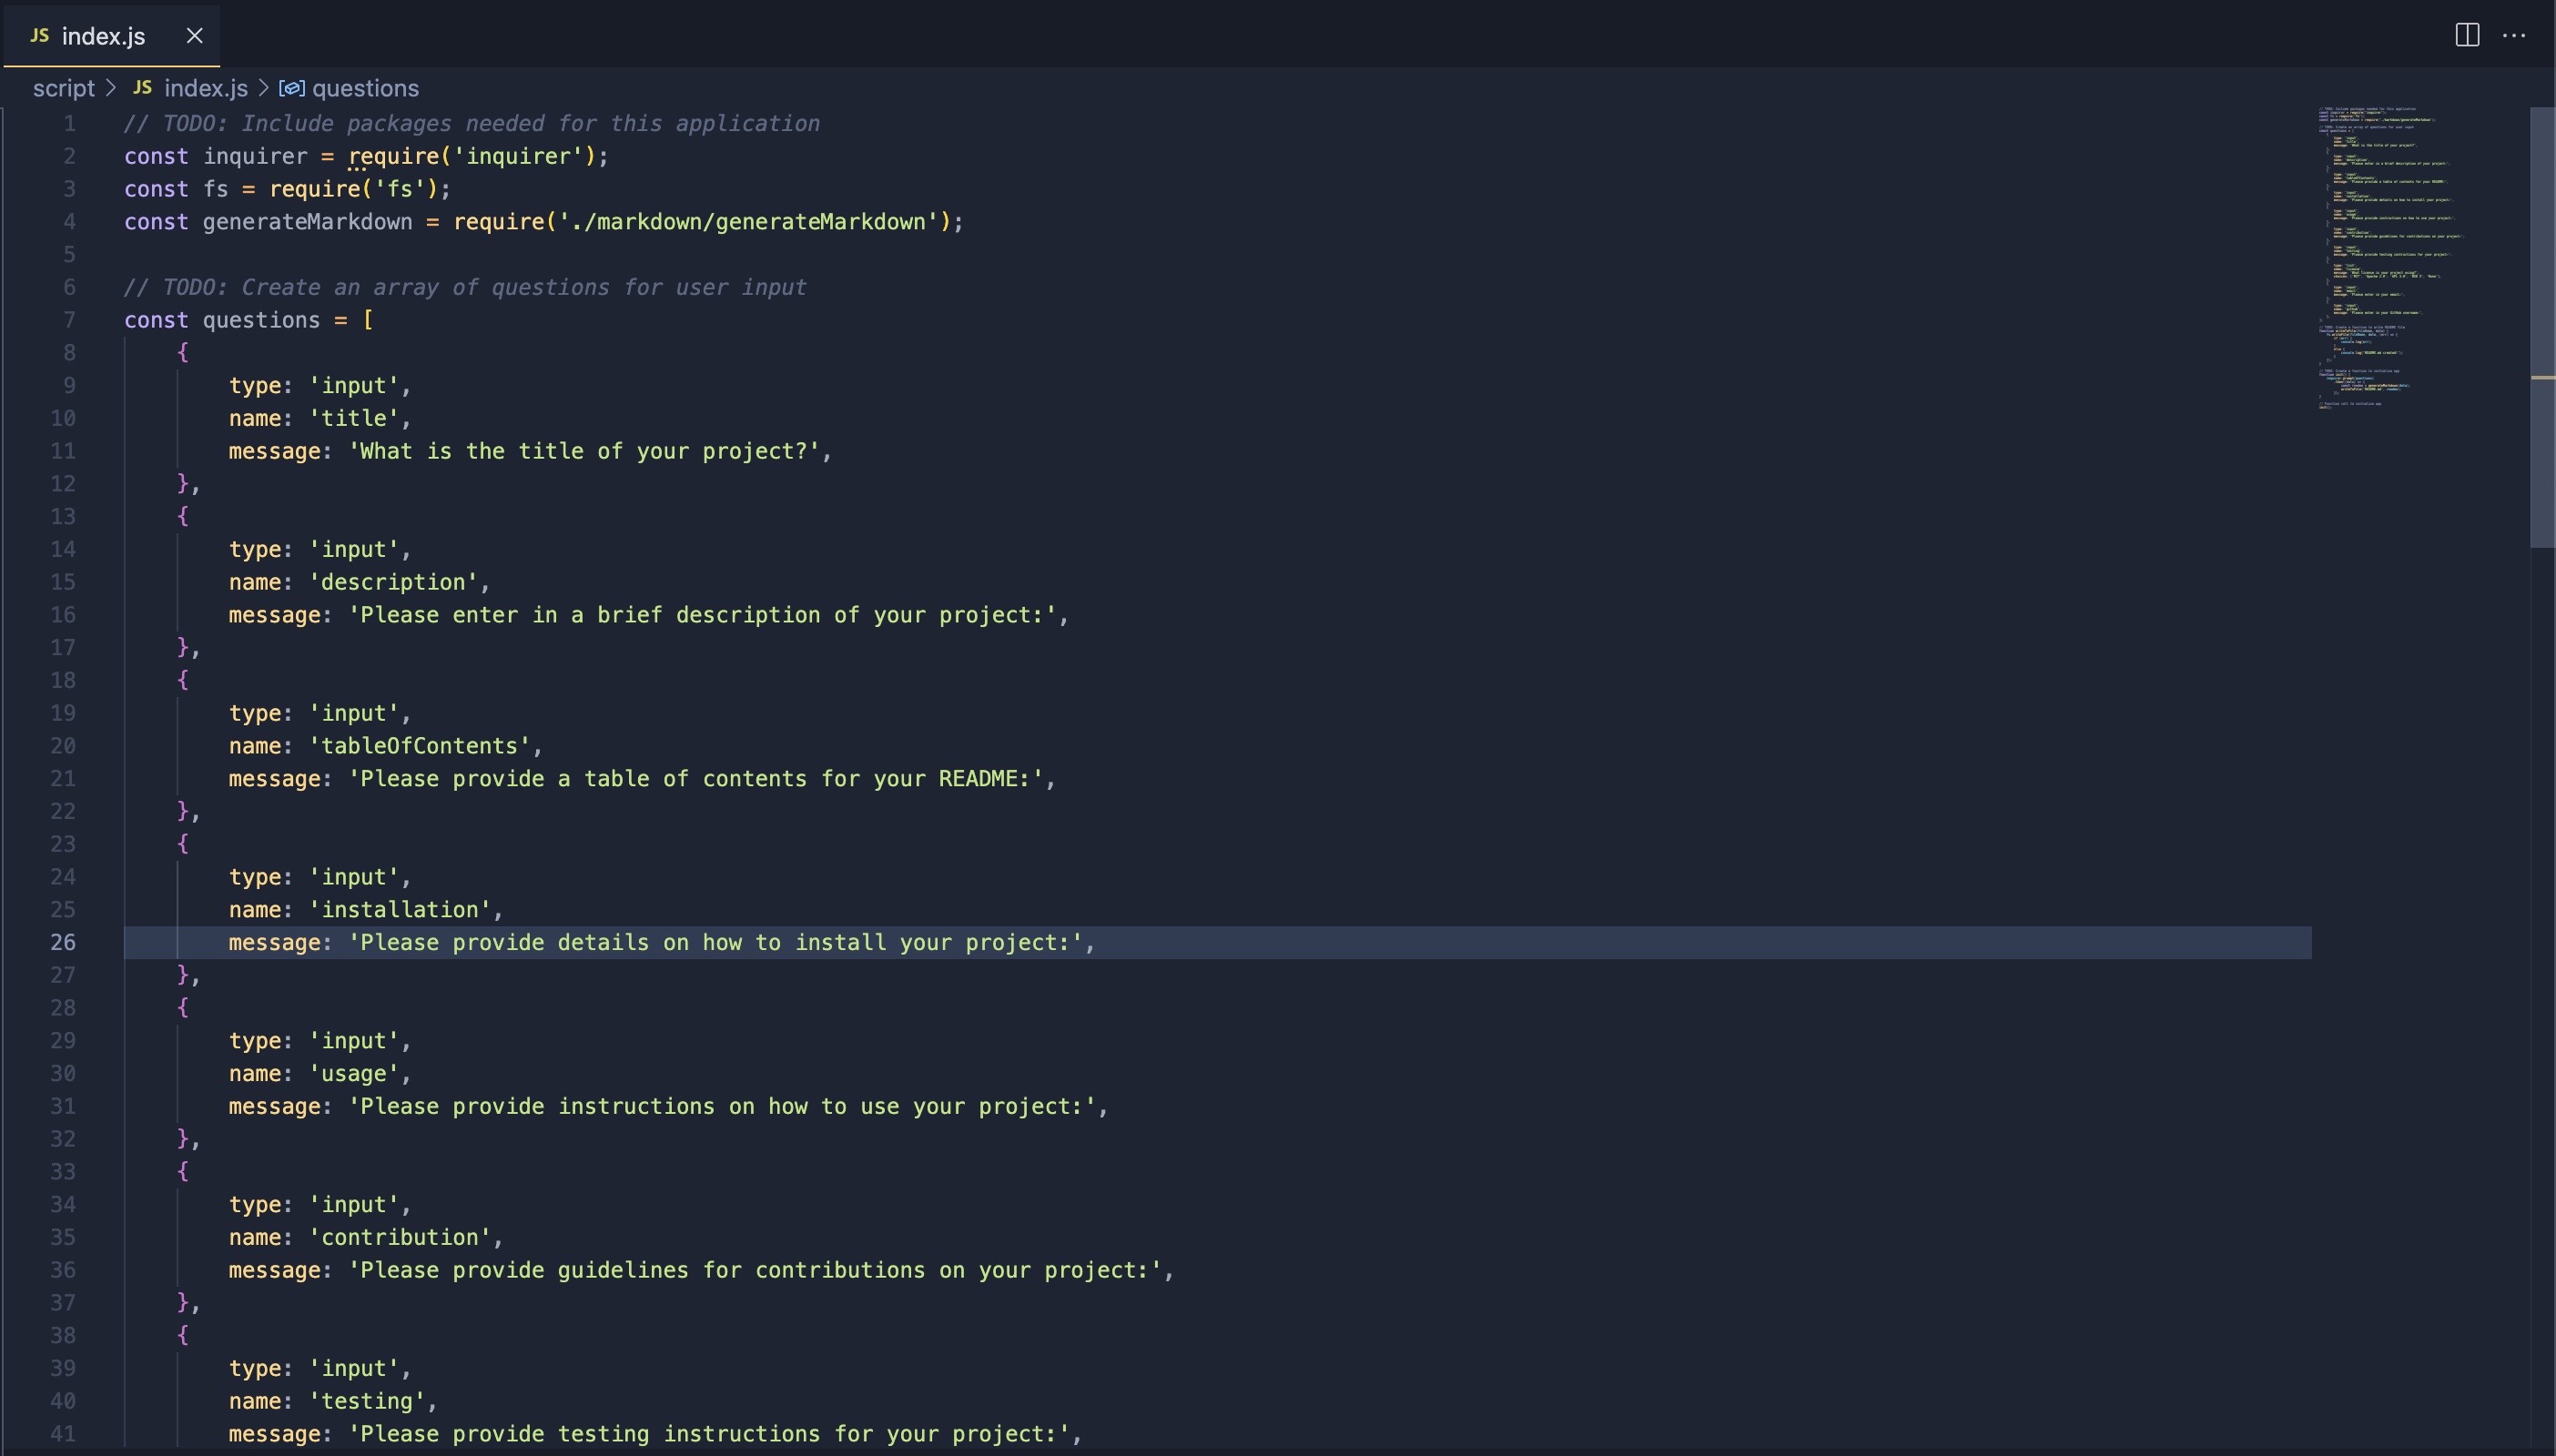 JS index.js
script > JS index.js > questions
1 // TODO: Include packages needed for this application
2 const inquirer = require('inquirer');
3 const fs = require('fs');
4 const generateMarkdown = require('./markdown/generateMarkdown');
5
6 // TODO: Create an array of questions for user input
7 const questions = [
8 {
9 type: 'input',
10 name: 'title',
11 message: 'What is the title of your project?',
12 },
13 {
14 type: 'input',
15 name: 'description',
16 message: 'Please enter in a brief description of your project:',
17 },
18 {
19 type: 'input',
20 name: 'tableOfContents',
21 message: 'Please provide a table of contents for your README:',
22 },
23 {
24 type: 'input',
25 name: 'installation',
26 message: 'Please provide details on how to install your project:',
27 },
28 {
29 type: 'input',
30 name: 'usage',
31 message: 'Please provide instructions on how to use your project:',
32 },
33 {
34 type: 'input',
35 name: 'contribution',
36 message: 'Please provide guidelines for contributions on your project:',
37 },
38 {
39 type: 'input',
40 name: 'testing',
41 message: 'Please provide testing instructions for your project:',